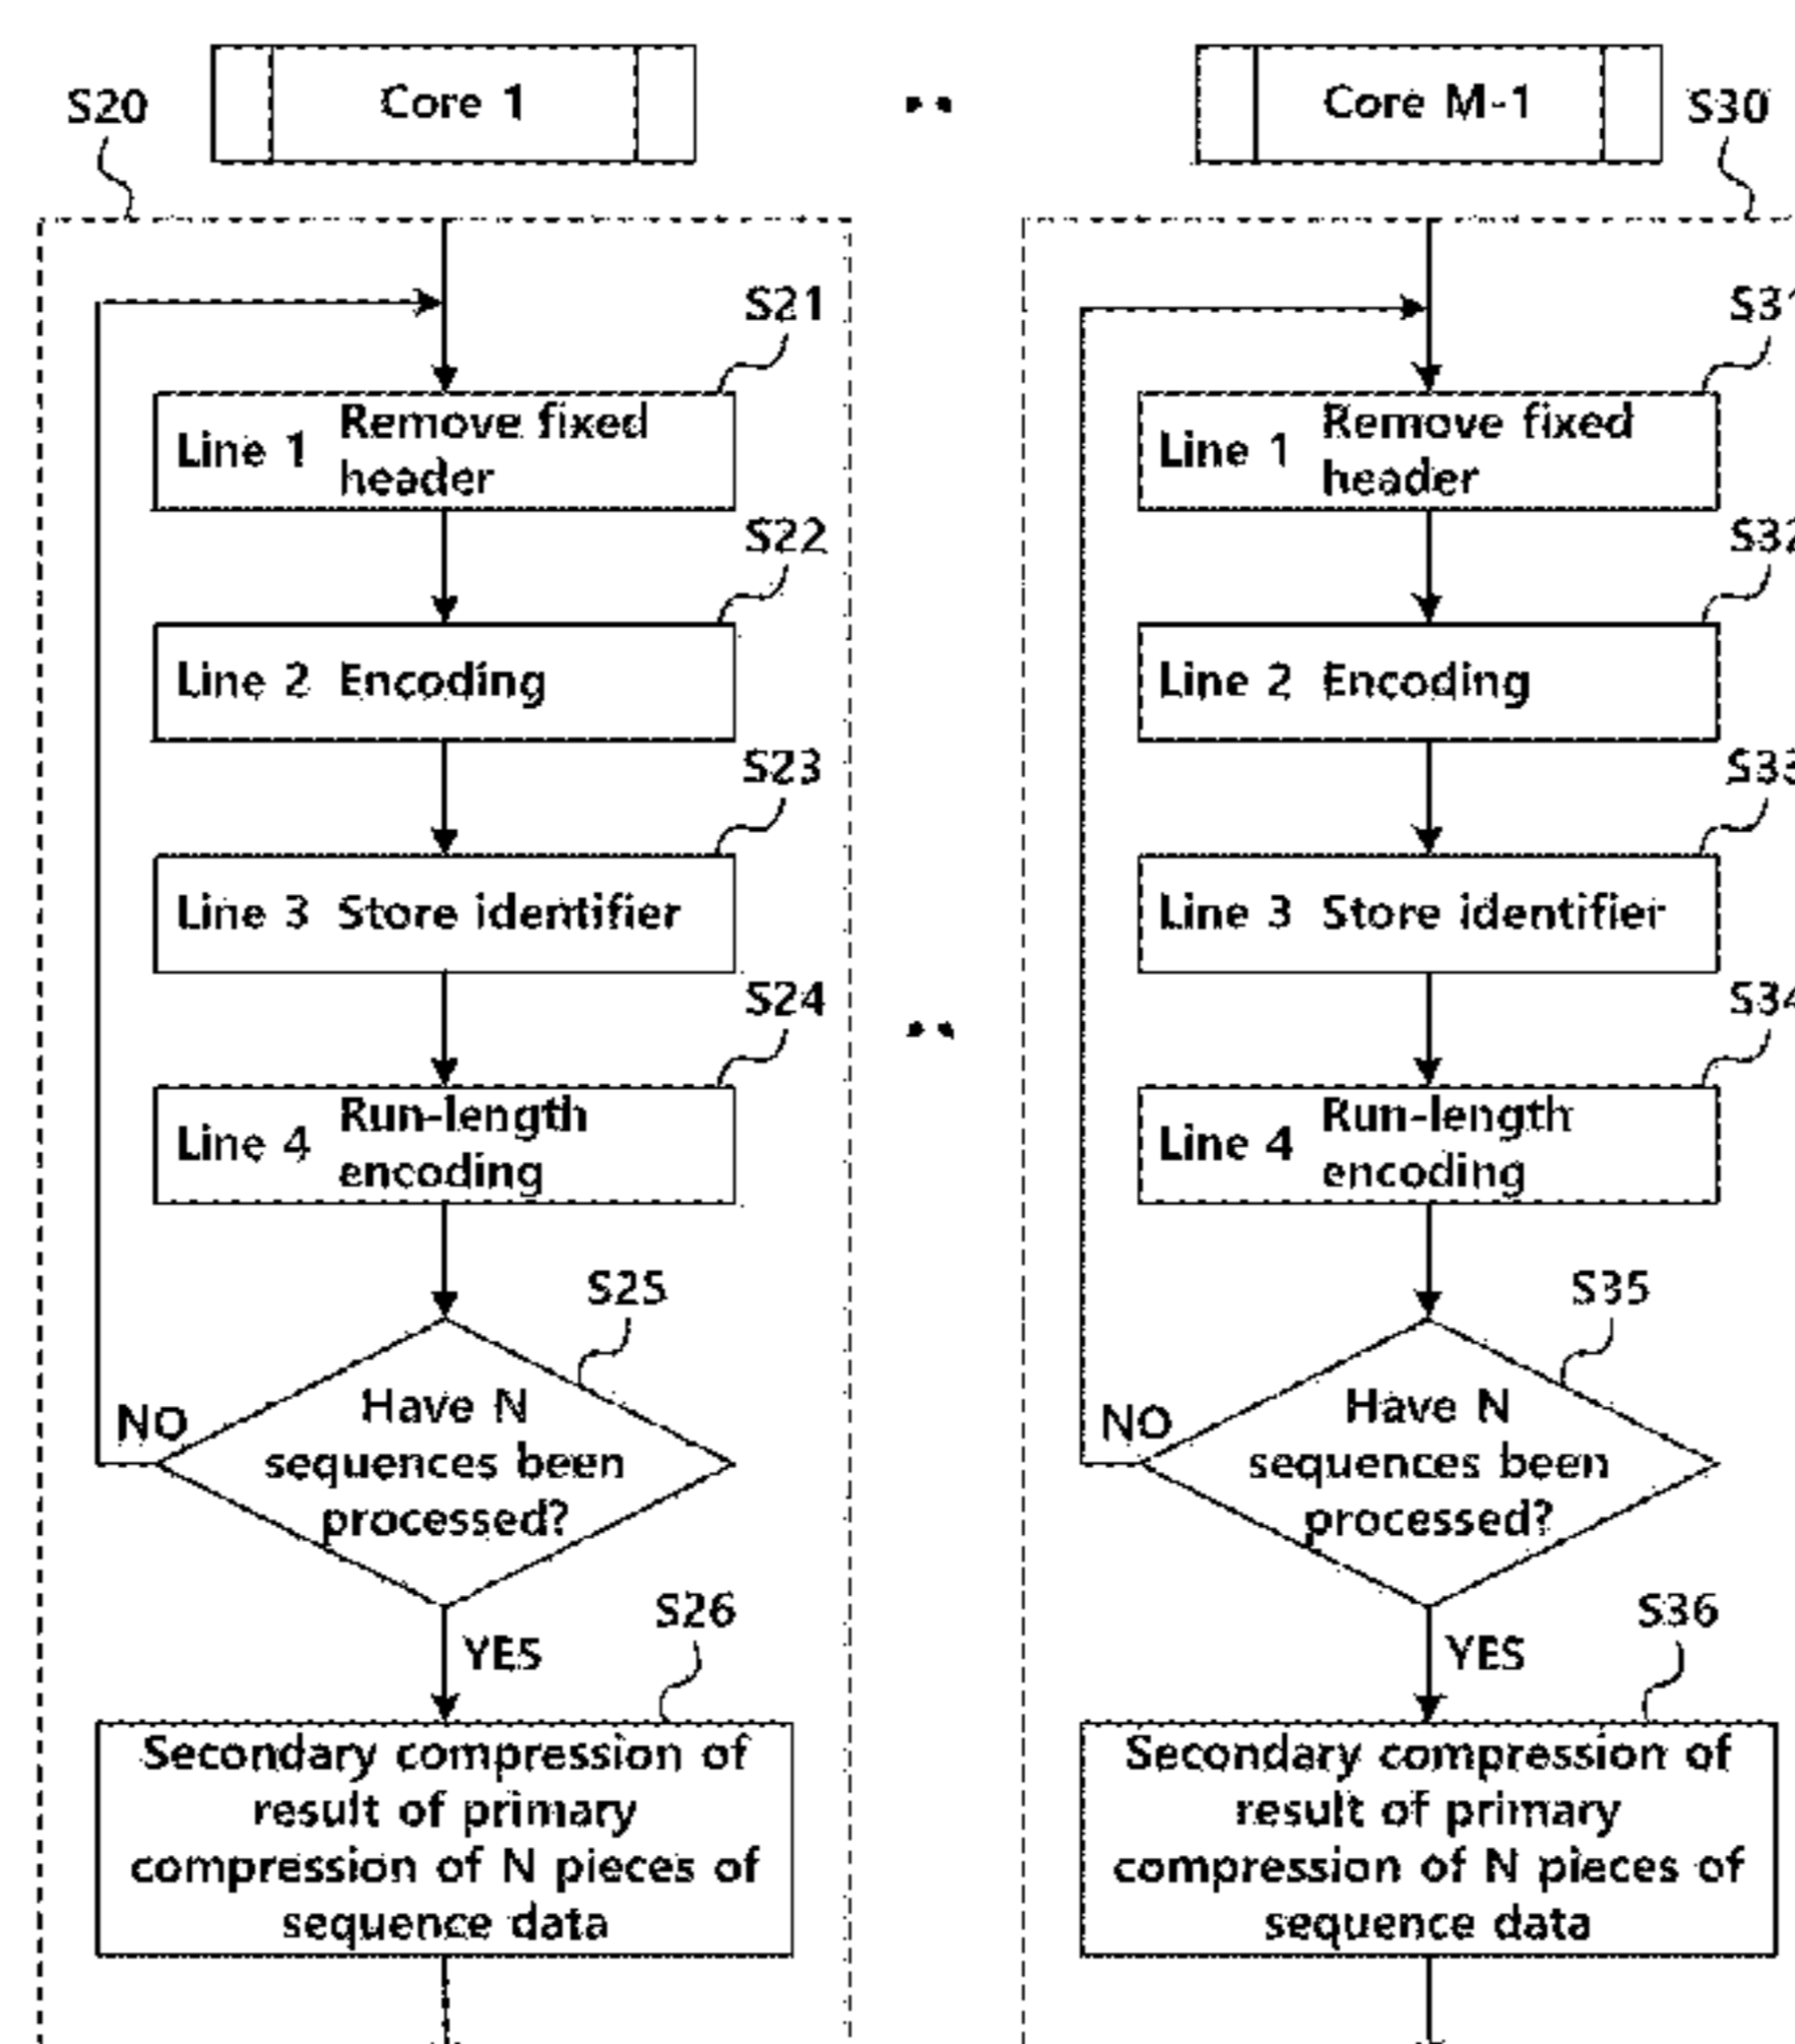 Core 1
Core M-1
S20
S30
S21
Line 1 Remove fixed
header
S22
Line 2 Encoding
S23
Line 3 Store identifier
S24
Line 4 Run-length
encoding
S25
Have N
sequences been
processed?
NO
YES
S26
Secondary compression of
result of primary
compression of N pieces of
sequence data
S31
Line 1 Remove fixed
header
S32
Line 2 Encoding
S33
Line 3 Store identifier
S34
Line 4 Run-length
encoding
S35
Have N
sequences been
processed?
NO
YES
S36
Secondary compression of
result of primary
compression of N pieces of
sequence data